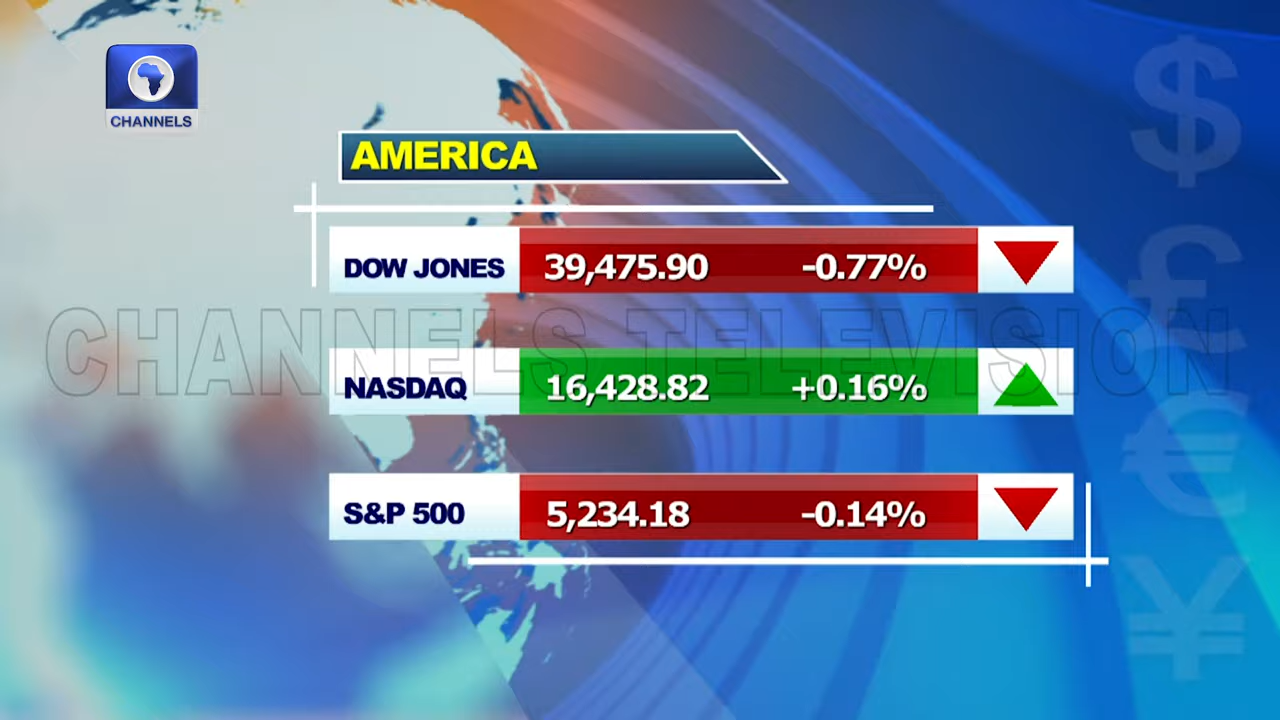 CHANNELS
AMERICA
DOW JONES 39,475.90 -0.77%
CHANNELS TELEVISION
NASDAQ 16,428.82 +0.16%
S&P 500 5,234.18 -0.14%
$
£
€
¥